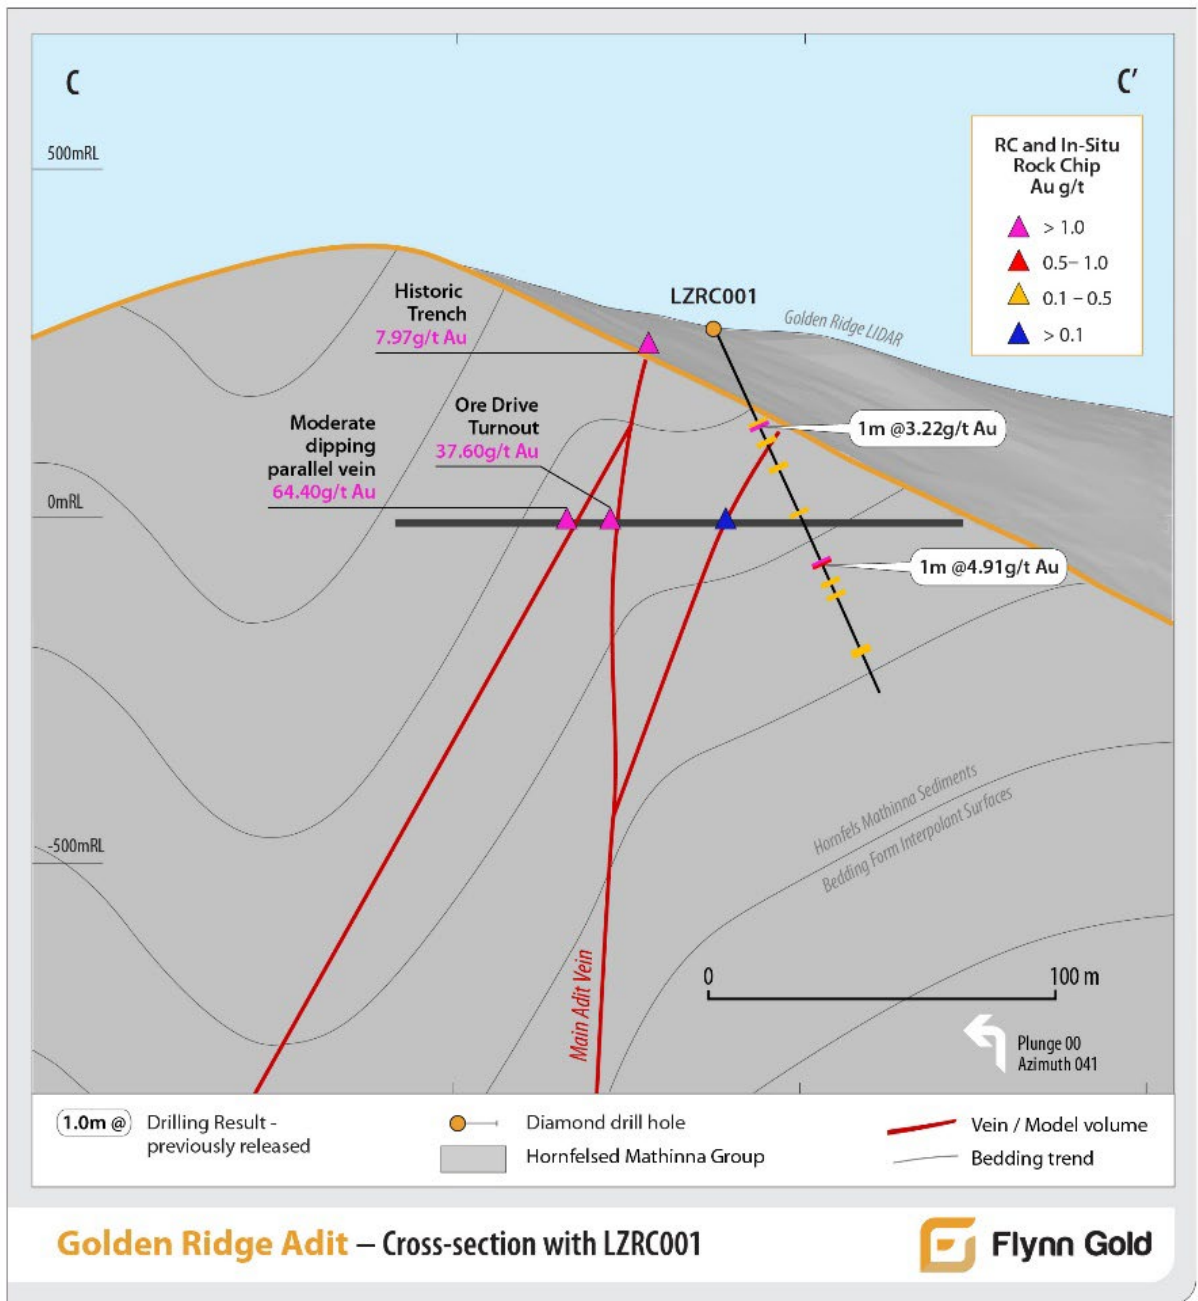 C
C'
500mRL
RC and In-Situ
Rock Chip
Au g/t
> 1.0
0.5– 1.0
0.1 – 0.5
> 0.1
Historic
Trench
7.97g/t Au
LZRC001
Golden Ridge LIDAR
Ore Drive
Turnout
37.60g/t Au
Moderate
dipping
parallel vein
64.40g/t Au
1m @3.22g/t Au
0mRL
1m @4.91g/t Au
-500mRL
Hornfels Mathinna Sediments
Bedding Form Interpolant Surfaces
Main Adit Vein
0
100 m
Plunge 00
Azimuth 041
1.0m @
Drilling Result -
previously released
Diamond drill hole
Hornfelsed Mathinna Group
Vein / Model volume
Bedding trend
Golden Ridge Adit – Cross-section with LZRC001
Flynn Gold